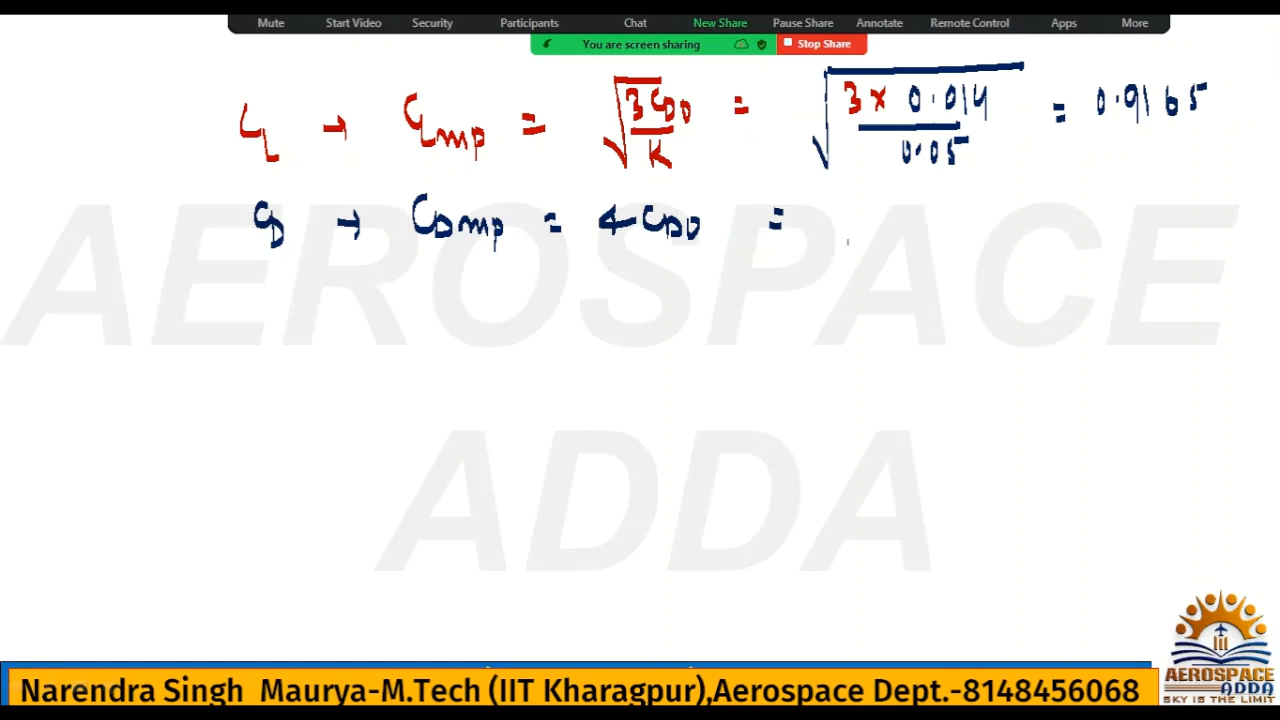 Mute Start Video Security Participants Chat New Share Pause Share Annotate Remote Control Apps More
You are screen sharing Stop Share
CL → CLmp = √(3CD0/K) = √(3 × 0.014/0.05) = 0.9165
CD → CDmp = 4CD0 =
AEROSPACE
ADDA
Narendra Singh Maurya-M.Tech (IIT Kharagpur),Aerospace Dept.-8148456068
AEROSPACE
ADDA
SKY IS THE LIMIT